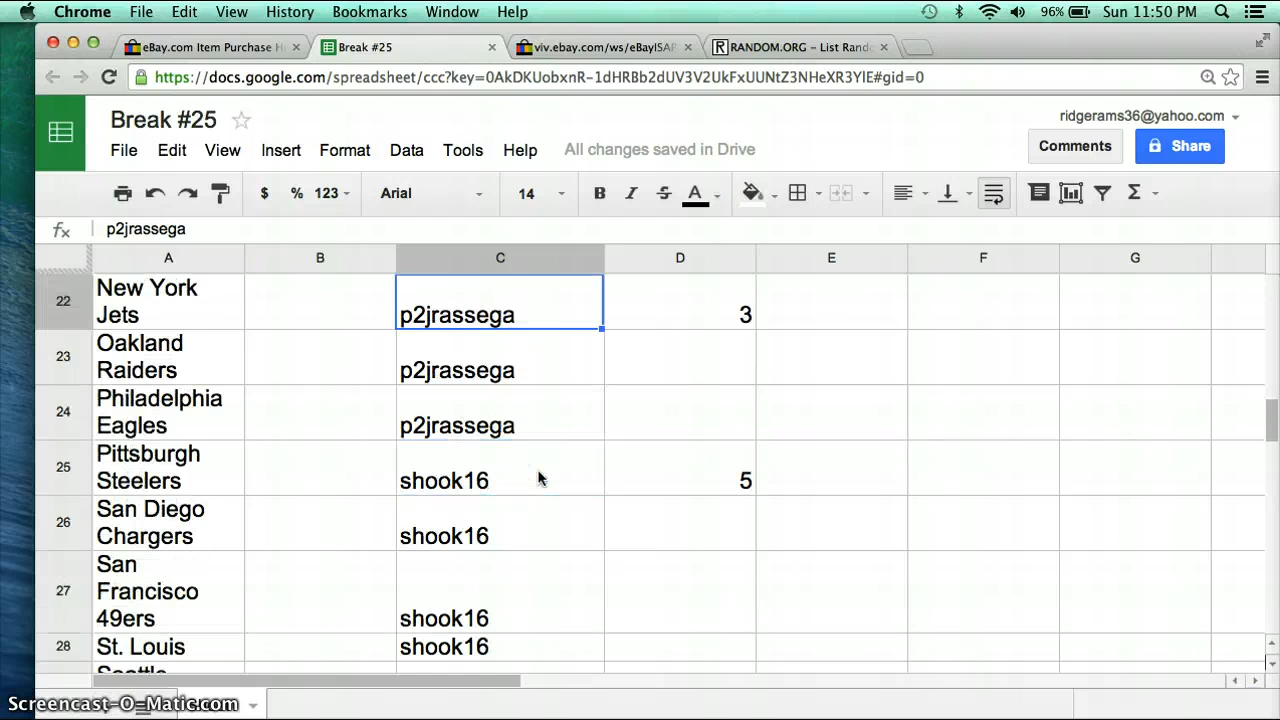 Chrome File Edit View History Bookmarks Window Help 96% Sun 11:50 PM
eBay.com Item Purchase H Break #25 viv.ebay.com/ws/eBayISAP RANDOM.ORG - List Rando
https://docs.google.com/spreadsheet/ccc?key=0AkDKUobxnR-1dHRBb2dUV3V2UkFxUUNtZ3NHeXR3YlE#gid=0
Break #25 ridgerams36@yahoo.com
File Edit View Insert Format Data Tools Help All changes saved in Drive Comments Share
$ % 123 Arial 14 B I S A Σ
fx p2jrassega
A B C D E F G
22 New York
Jets p2jrassega 3
23 Oakland
Raiders p2jrassega
24 Philadelphia
Eagles p2jrassega
25 Pittsburgh
Steelers shook16 5
26 San Diego
Chargers shook16
27 San
Francisco
49ers shook16
28 St. Louis shook16
Seattle
Screencast-O-Matic.com